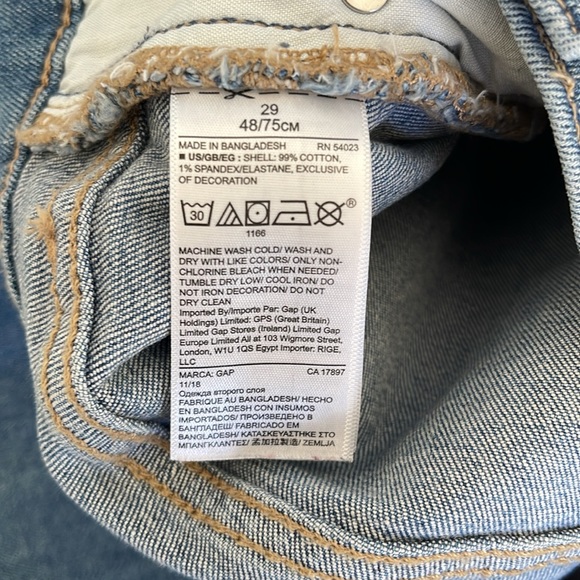 29
48/75см
MADE IN BANGLADESH RN 54023
■ US/GB/EG : SHELL: 99% COTTON,
1% SPANDEX/ELASTANE, EXCLUSIVE
OF DECORATION
30 ®
1166
MACHINE WASH COLD/ WASH AND
DRY WITH LIKE COLORS/ ONLY NON-
CHLORINE BLEACH WHEN NEEDED/
TUMBLE DRY LOW/ COOL IRON/ DO
NOT IRON DECORATION/ DO NOT
DRY CLEAN
Imported By/Importe Par: Gap (UK
Holdings) Limited: GPS (Great Britain)
Limited Gap Stores (Ireland) Limited Gap
Europe Limited All at 103 Wigmore Street,
London, W1U 1QS Egypt Importer: RIGE,
LLC
MARCA: GAP CA 17897
11/18
Одежда второго слоя
FABRIQUE AU BANGLADESH/ HECHO
EN BANGLADESH CON INSUMOS
IMPORTADOS/ ПРОИЗВЕДЕНО В
БАНГЛАДЕШ/ FABRICADO EM
BANGLADESH/ ΚΑΤΑΣΚΕΥΑΣΤΗΚΕ ΣΤΟ
ΜΠΑΝΓΚΛΑΝΤΕΣ/ 孟加拉製造/ ZEMLJA